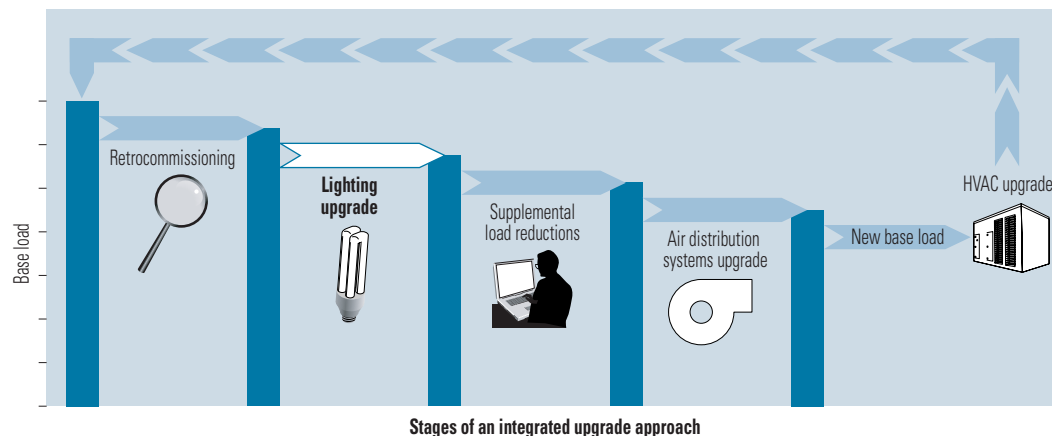 Base load
Retrocommissioning
Lighting
upgrade
Supplemental
load reductions
Air distribution
systems upgrade
New base load
HVAC upgrade
Stages of an integrated upgrade approach